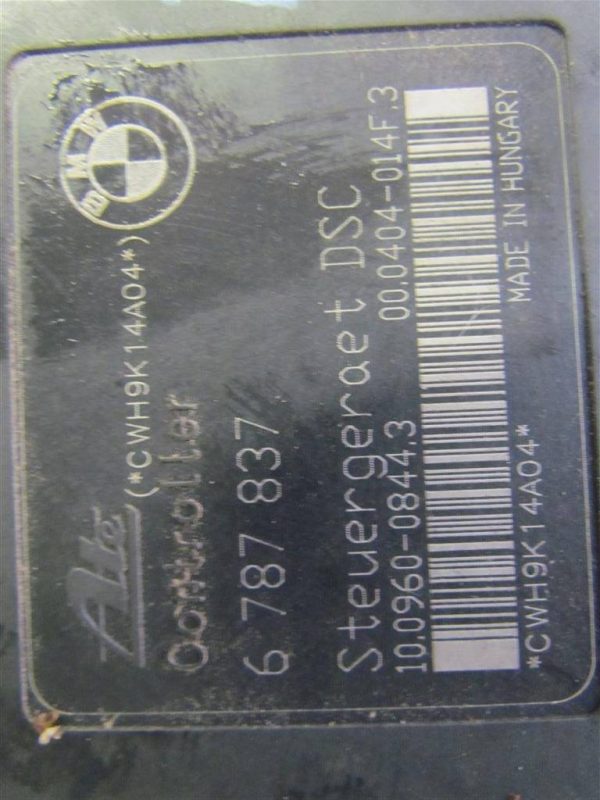 BMW
Ate
(*CWH9K14A04*)
Controller
6 787 837
Steuergeraet DSC
10.0960-0844.3 00.0404-014F.3
*CWH9K14A04* MADE IN HUNGARY